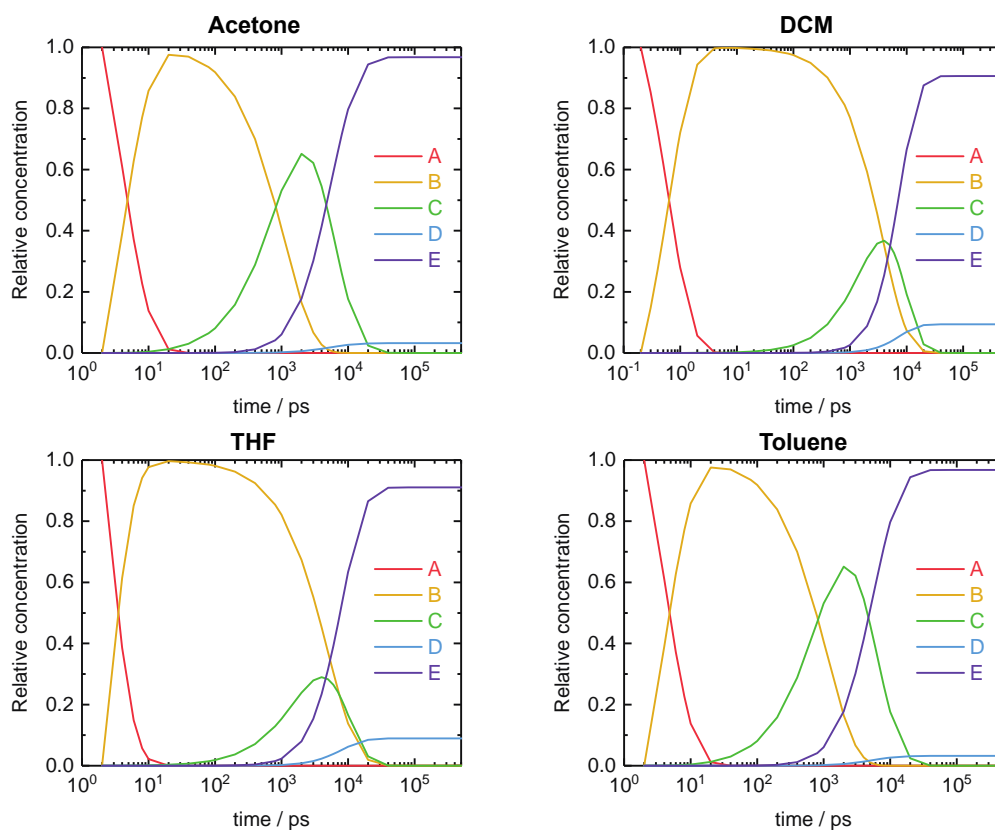 Acetone
1.0
0.8
0.6
0.4
0.2
0.0
Relative concentration
A
B
C
D
E
10⁰ 10¹ 10² 10³ 10⁴ 10⁵
time / ps
DCM
1.0
0.8
0.6
0.4
0.2
0.0
Relative concentration
A
B
C
D
E
10⁻¹ 10⁰ 10¹ 10² 10³ 10⁴ 10⁵
time / ps
THF
1.0
0.8
0.6
0.4
0.2
0.0
Relative concentration
A
B
C
D
E
10⁰ 10¹ 10² 10³ 10⁴ 10⁵
time / ps
Toluene
1.0
0.8
0.6
0.4
0.2
0.0
Relative concentration
A
B
C
D
E
10⁰ 10¹ 10² 10³ 10⁴ 10⁵
time / ps